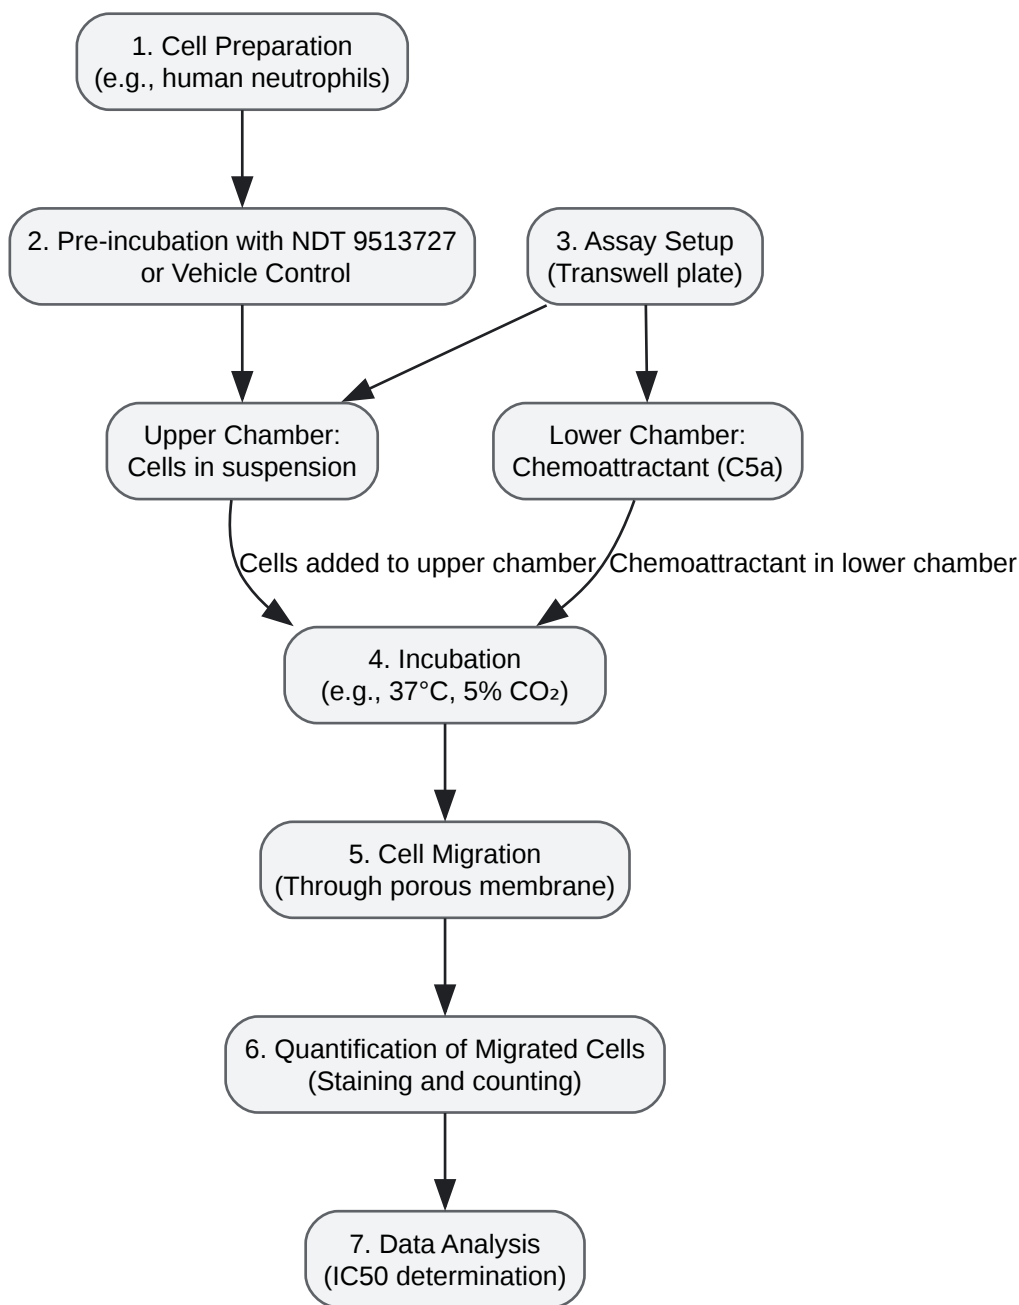 1. Cell Preparation
(e.g., human neutrophils)
2. Pre-incubation with NDT 9513727
or Vehicle Control
3. Assay Setup
(Transwell plate)
Upper Chamber:
Cells in suspension
Lower Chamber:
Chemoattractant (C5a)
Cells added to upper chamber
Chemoattractant in lower chamber
4. Incubation
(e.g., 37°C, 5% CO₂)
5. Cell Migration
(Through porous membrane)
6. Quantification of Migrated Cells
(Staining and counting)
7. Data Analysis
(IC50 determination)